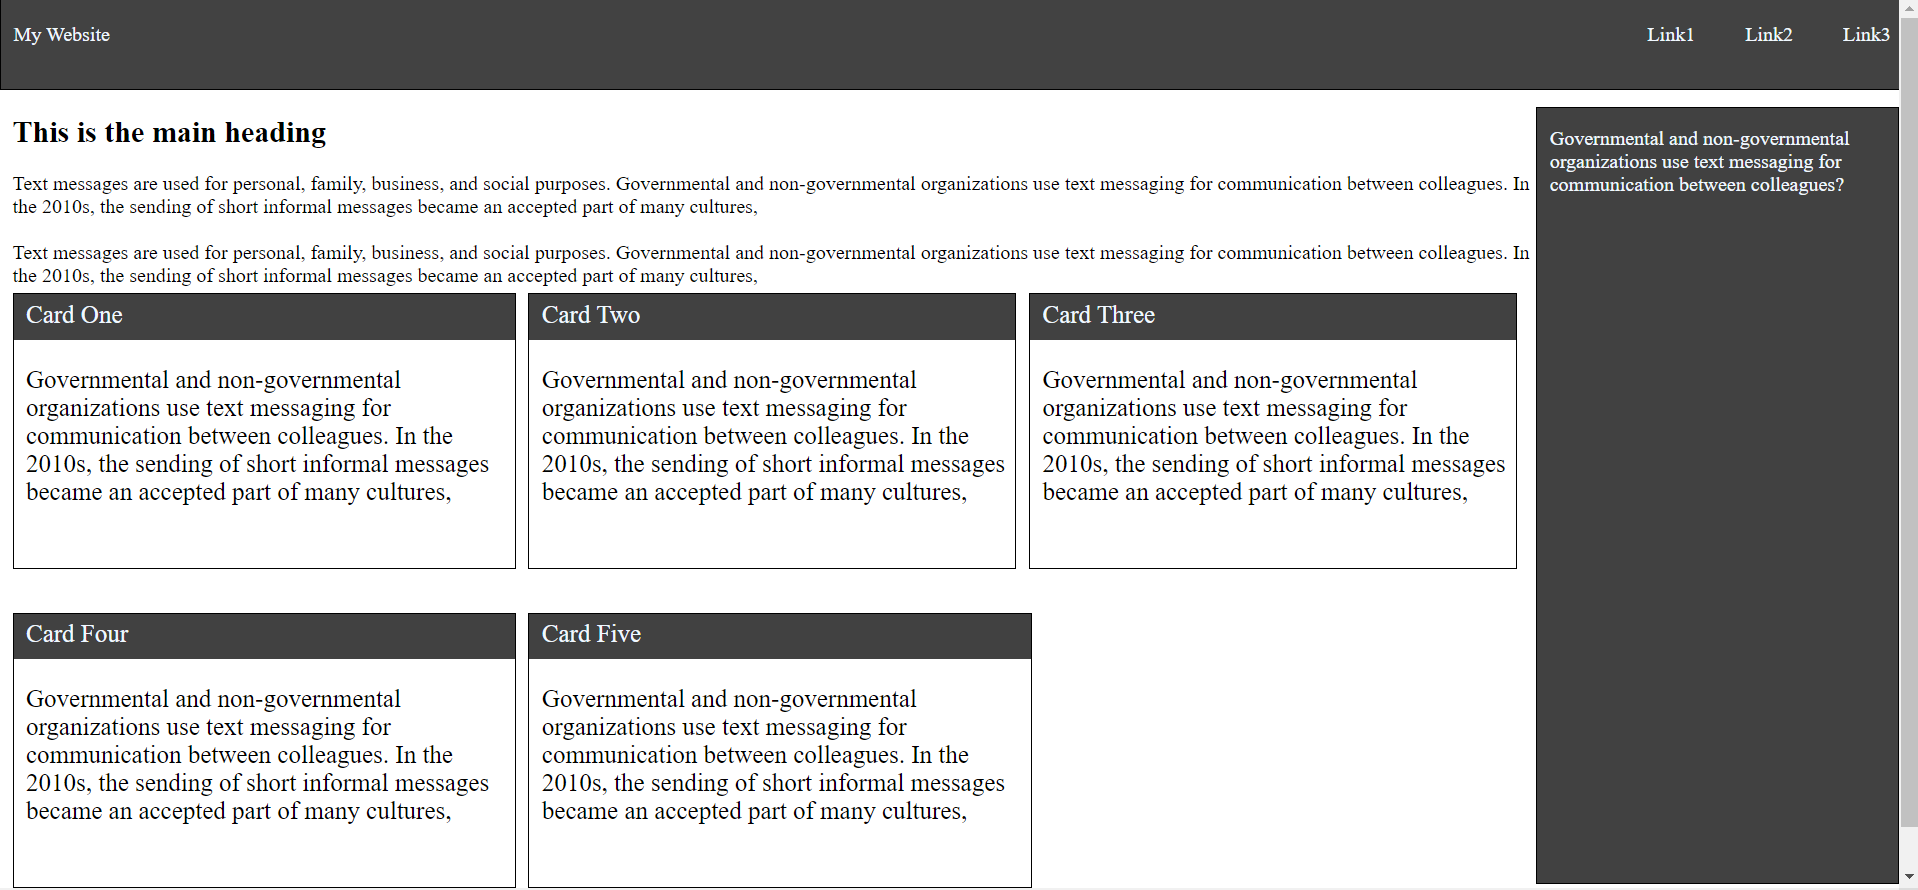 My Website
Link1 Link2 Link3
This is the main heading
Text messages are used for personal, family, business, and social purposes. Governmental and non-governmental organizations use text messaging for communication between colleagues. In
the 2010s, the sending of short informal messages became an accepted part of many cultures,
Text messages are used for personal, family, business, and social purposes. Governmental and non-governmental organizations use text messaging for communication between colleagues. In
the 2010s, the sending of short informal messages became an accepted part of many cultures,
Card One
Governmental and non-governmental
organizations use text messaging for
communication between colleagues. In the
2010s, the sending of short informal messages
became an accepted part of many cultures,
Card Two
Governmental and non-governmental
organizations use text messaging for
communication between colleagues. In the
2010s, the sending of short informal messages
became an accepted part of many cultures,
Card Three
Governmental and non-governmental
organizations use text messaging for
communication between colleagues. In the
2010s, the sending of short informal messages
became an accepted part of many cultures,
Card Four
Governmental and non-governmental
organizations use text messaging for
communication between colleagues. In the
2010s, the sending of short informal messages
became an accepted part of many cultures,
Card Five
Governmental and non-governmental
organizations use text messaging for
communication between colleagues. In the
2010s, the sending of short informal messages
became an accepted part of many cultures,
Governmental and non-governmental
organizations use text messaging for
communication between colleagues?